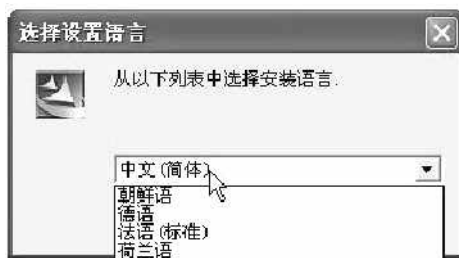 选择设置语言
从以下列表中选择安装语言.
中文(简体)
朝鲜语
德语
法语(标准)
荷兰语